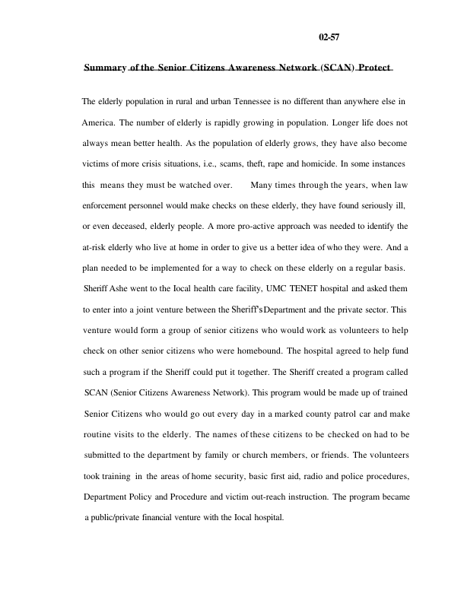 02-57
Summary of the Senior Citizens Awareness Network (SCAN) Protect
The elderly population in rural and urban Tennessee is no different than anywhere else in
America. The number of elderly is rapidly growing in population. Longer life does not
always mean better health. As the population of elderly grows, they have also become
victims of more crisis situations, i.e., scams, theft, rape and homicide. In some instances
this means they must be watched over. Many times through the years, when law
enforcement personnel would make checks on these elderly, they have found seriously ill,
or even deceased, elderly people. A more pro-active approach was needed to identify the
at-risk elderly who live at home in order to give us a better idea of who they were. And a
plan needed to be implemented for a way to check on these elderly on a regular basis.
Sheriff Ashe went to the local health care facility, UMC TENET hospital and asked them
to enter into a joint venture between the Sheriff's Department and the private sector. This
venture would form a group of senior citizens who would work as volunteers to help
check on other senior citizens who were homebound. The hospital agreed to help fund
such a program if the Sheriff could put it together. The Sheriff created a program called
SCAN (Senior Citizens Awareness Network). This program would be made up of trained
Senior Citizens who would go out every day in a marked county patrol car and make
routine visits to the elderly. The names of these citizens to be checked on had to be
submitted to the department by family or church members, or friends. The volunteers
took training in the areas of home security, basic first aid, radio and police procedures,
Department Policy and Procedure and victim out-reach instruction. The program became
a public/private financial venture with the local hospital.